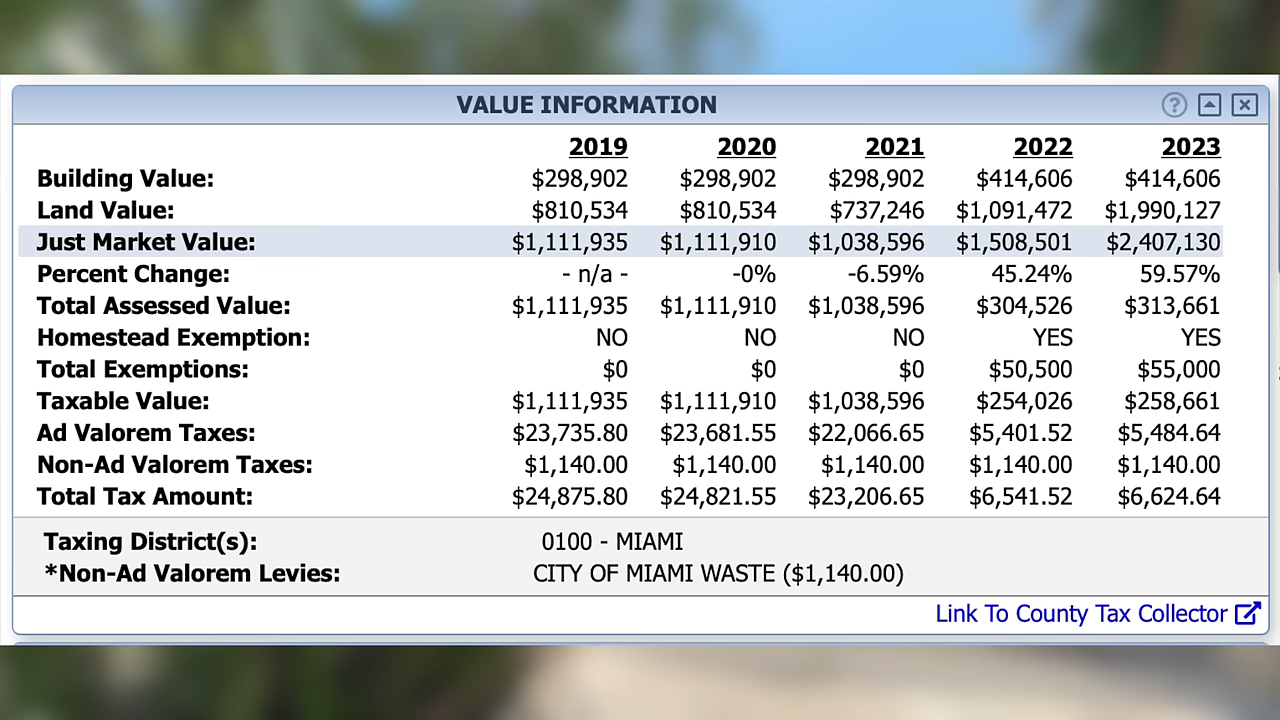 VALUE INFORMATION
2019 2020 2021 2022 2023
Building Value: $298,902 $298,902 $298,902 $414,606 $414,606
Land Value: $810,534 $810,534 $737,246 $1,091,472 $1,990,127
Just Market Value: $1,111,935 $1,111,910 $1,038,596 $1,508,501 $2,407,130
Percent Change: - n/a - -0% -6.59% 45.24% 59.57%
Total Assessed Value: $1,111,935 $1,111,910 $1,038,596 $304,526 $313,661
Homestead Exemption: NO NO NO YES YES
Total Exemptions: $0 $0 $0 $50,500 $55,000
Taxable Value: $1,111,935 $1,111,910 $1,038,596 $254,026 $258,661
Ad Valorem Taxes: $23,735.80 $23,681.55 $22,066.65 $5,401.52 $5,484.64
Non-Ad Valorem Taxes: $1,140.00 $1,140.00 $1,140.00 $1,140.00 $1,140.00
Total Tax Amount: $24,875.80 $24,821.55 $23,206.65 $6,541.52 $6,624.64
Taxing District(s): 0100 - MIAMI
*Non-Ad Valorem Levies: CITY OF MIAMI WASTE ($1,140.00)
Link To County Tax Collector